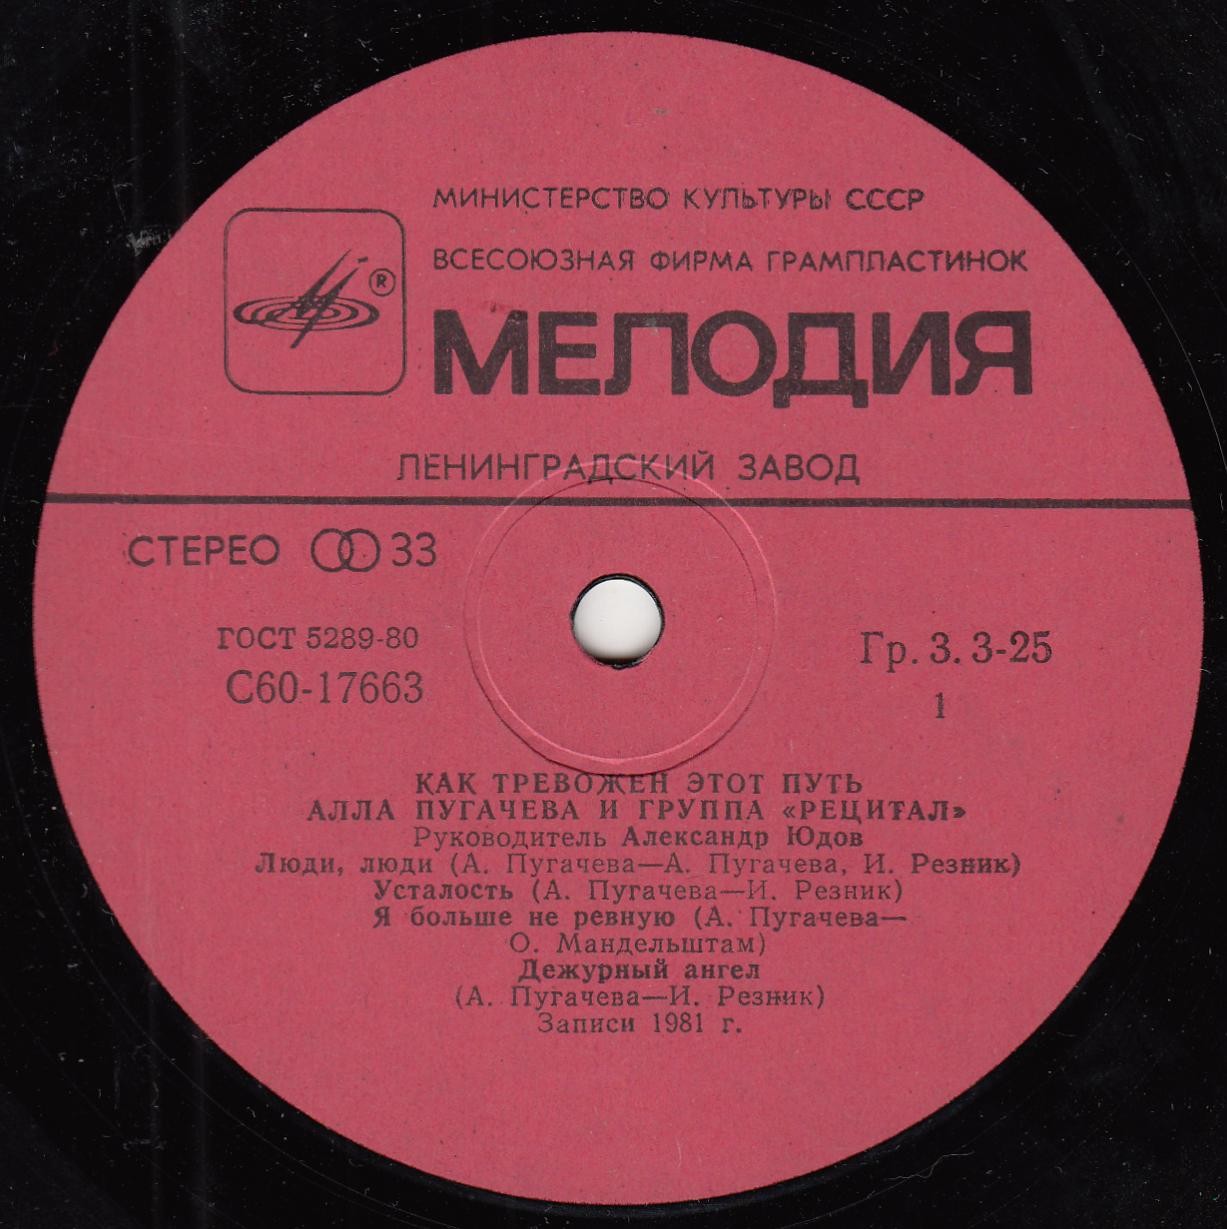 МИНИСТЕРСТВО КУЛЬТУРЫ СССР
ВСЕСОЮЗНАЯ ФИРМА ГРАМПЛАСТИНОК
®
МЕЛОДИЯ
ЛЕНИНГРАДСКИЙ ЗАВОД
СТЕРЕО 33
ГОСТ 5289-80
С60-17663
Гр. 3. 3-25
1
КАК ТРЕВОЖЕН ЭТОТ ПУТЬ
АЛЛА ПУГАЧЕВА И ГРУППА «РЕЦИТАЛ»
Руководитель Александр Юдов
Люди, люди (А. Пугачева—А. Пугачева, И. Резник)
Усталость (А. Пугачева—И. Резник)
Я больше не ревную (А. Пугачева—
О. Мандельштам)
Дежурный ангел
(А. Пугачева—И. Резник)
Записи 1981 г.